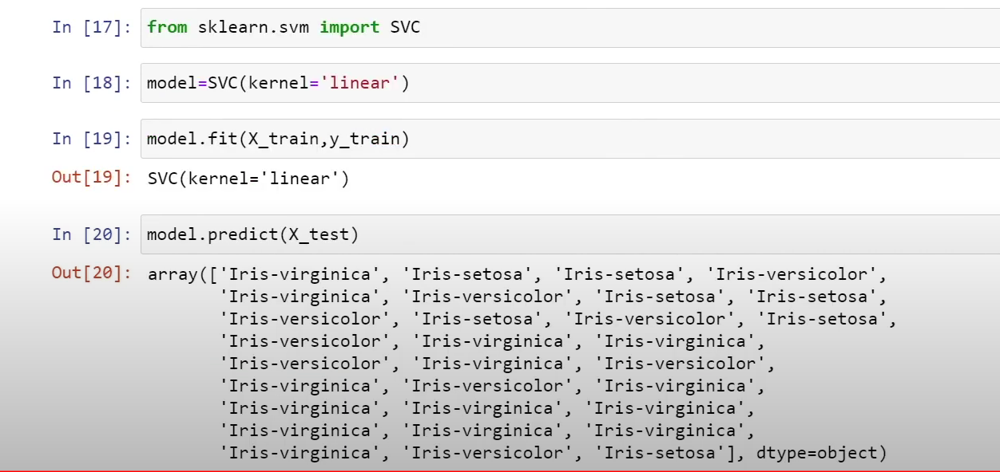 In [17]: from sklearn.svm import SVC
In [18]: model=SVC(kernel='linear')
In [19]: model.fit(X_train,y_train)
Out[19]: SVC(kernel='linear')
In [20]: model.predict(X_test)
Out[20]: array(['Iris-virginica', 'Iris-setosa', 'Iris-setosa', 'Iris-versicolor',
'Iris-virginica', 'Iris-versicolor', 'Iris-setosa', 'Iris-setosa',
'Iris-versicolor', 'Iris-setosa', 'Iris-versicolor', 'Iris-setosa',
'Iris-versicolor', 'Iris-virginica', 'Iris-virginica',
'Iris-versicolor', 'Iris-virginica', 'Iris-versicolor',
'Iris-virginica', 'Iris-versicolor', 'Iris-virginica',
'Iris-virginica', 'Iris-virginica', 'Iris-virginica',
'Iris-virginica', 'Iris-virginica', 'Iris-virginica',
'Iris-virginica', 'Iris-versicolor', 'Iris-setosa'], dtype=object)